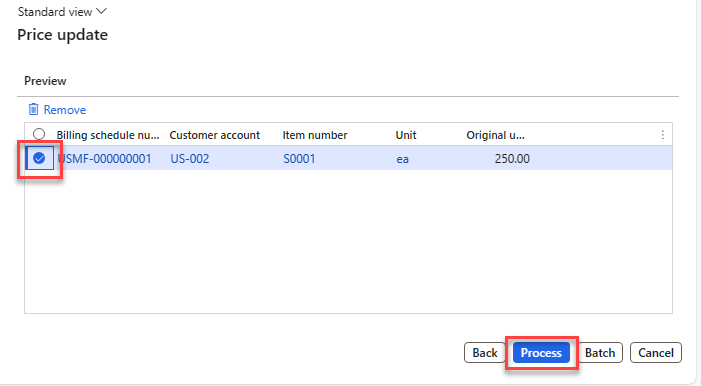 Standard view
Price update
Preview
Remove
Billing schedule nu... Customer account Item number Unit Original u...
USMF-000000001 US-002 S0001 ea 250.00
Back Process Batch Cancel